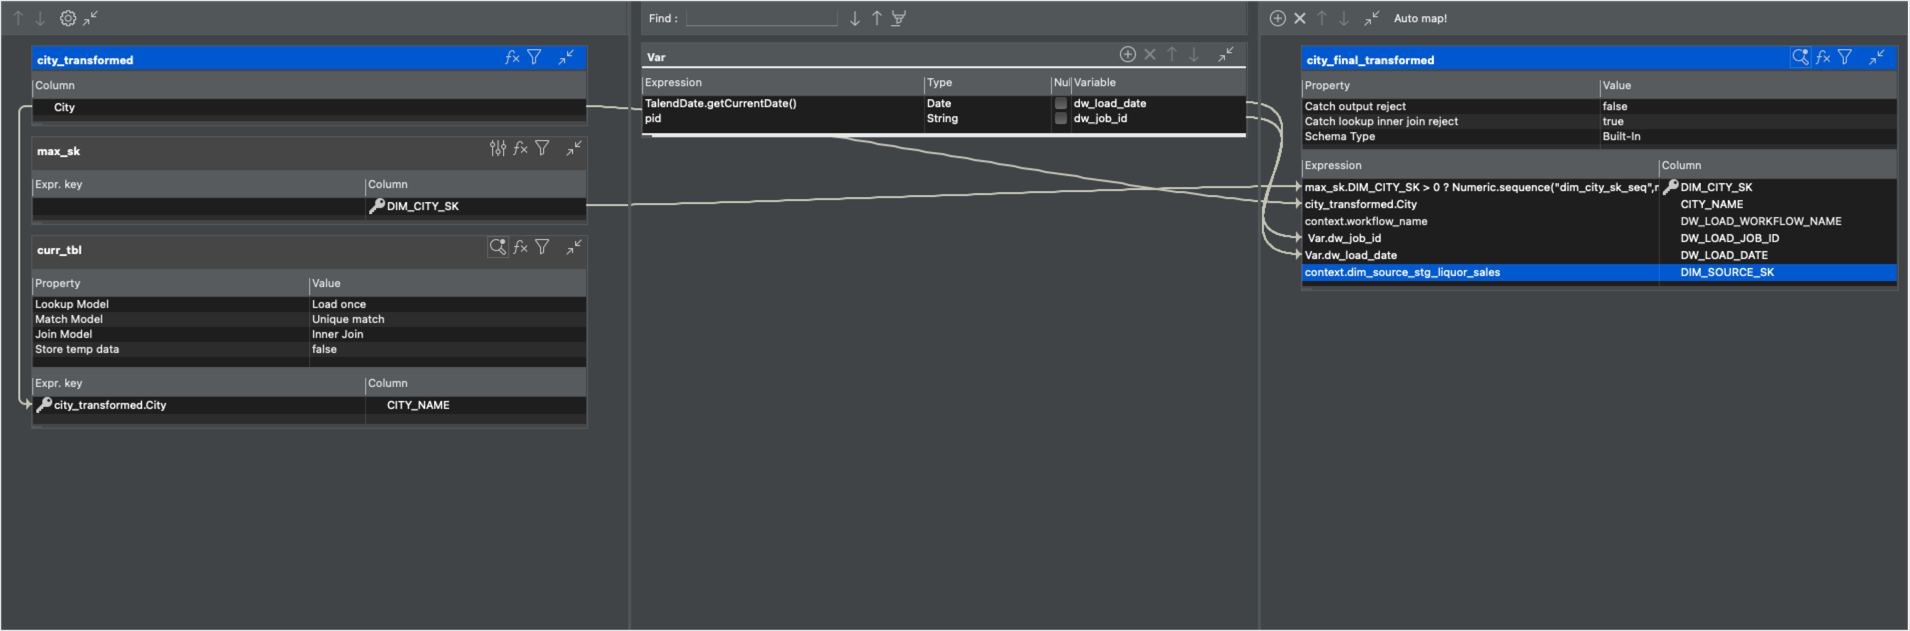 Find :
Auto map!
city_transformed
Column
City
max_sk
Expr. key Column
DIM_CITY_SK
curr_tbl
Property Value
Lookup Model Load once
Match Model Unique match
Join Model Inner Join
Store temp data false
Expr. key Column
city_transformed.City CITY_NAME
Var
Expression Type Nul Variable
TalendDate.getCurrentDate() Date dw_load_date
pid String dw_job_id
city_final_transformed
Property Value
Catch output reject false
Catch lookup inner join reject true
Schema Type Built-In
Expression Column
max_sk.DIM_CITY_SK > 0 ? Numeric.sequence("dim_city_sk_seq", DIM_CITY_SK
city_transformed.City CITY_NAME
context.workflow_name DW_LOAD_WORKFLOW_NAME
Var.dw_job_id DW_LOAD_JOB_ID
Var.dw_load_date DW_LOAD_DATE
context.dim_source_stg_liquor_sales DIM_SOURCE_SK